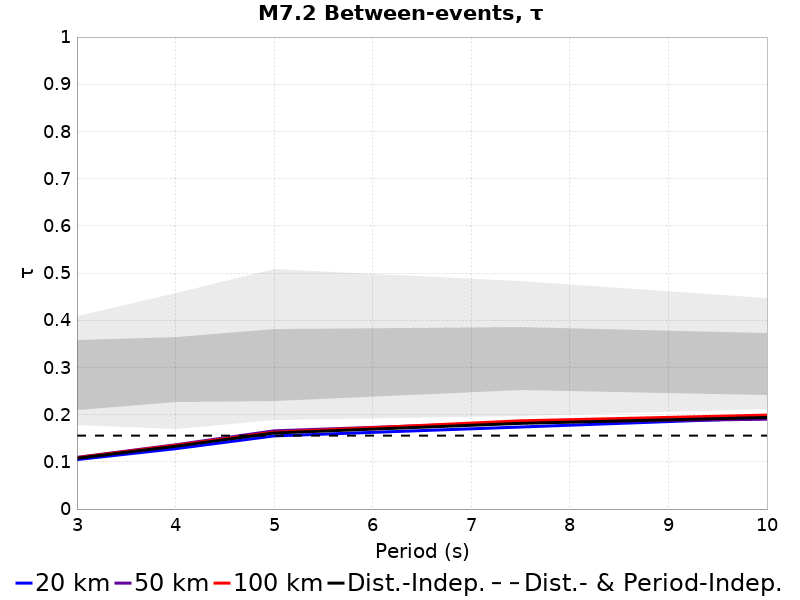 M7.2 Between-events, τ
1
0.9
0.8
0.7
0.6
0.5
0.4
0.3
0.2
0.1
0
τ
3 4 5 6 7 8 9 10
Period (s)
20 km 50 km 100 km Dist.-Indep. Dist.- & Period-Indep.